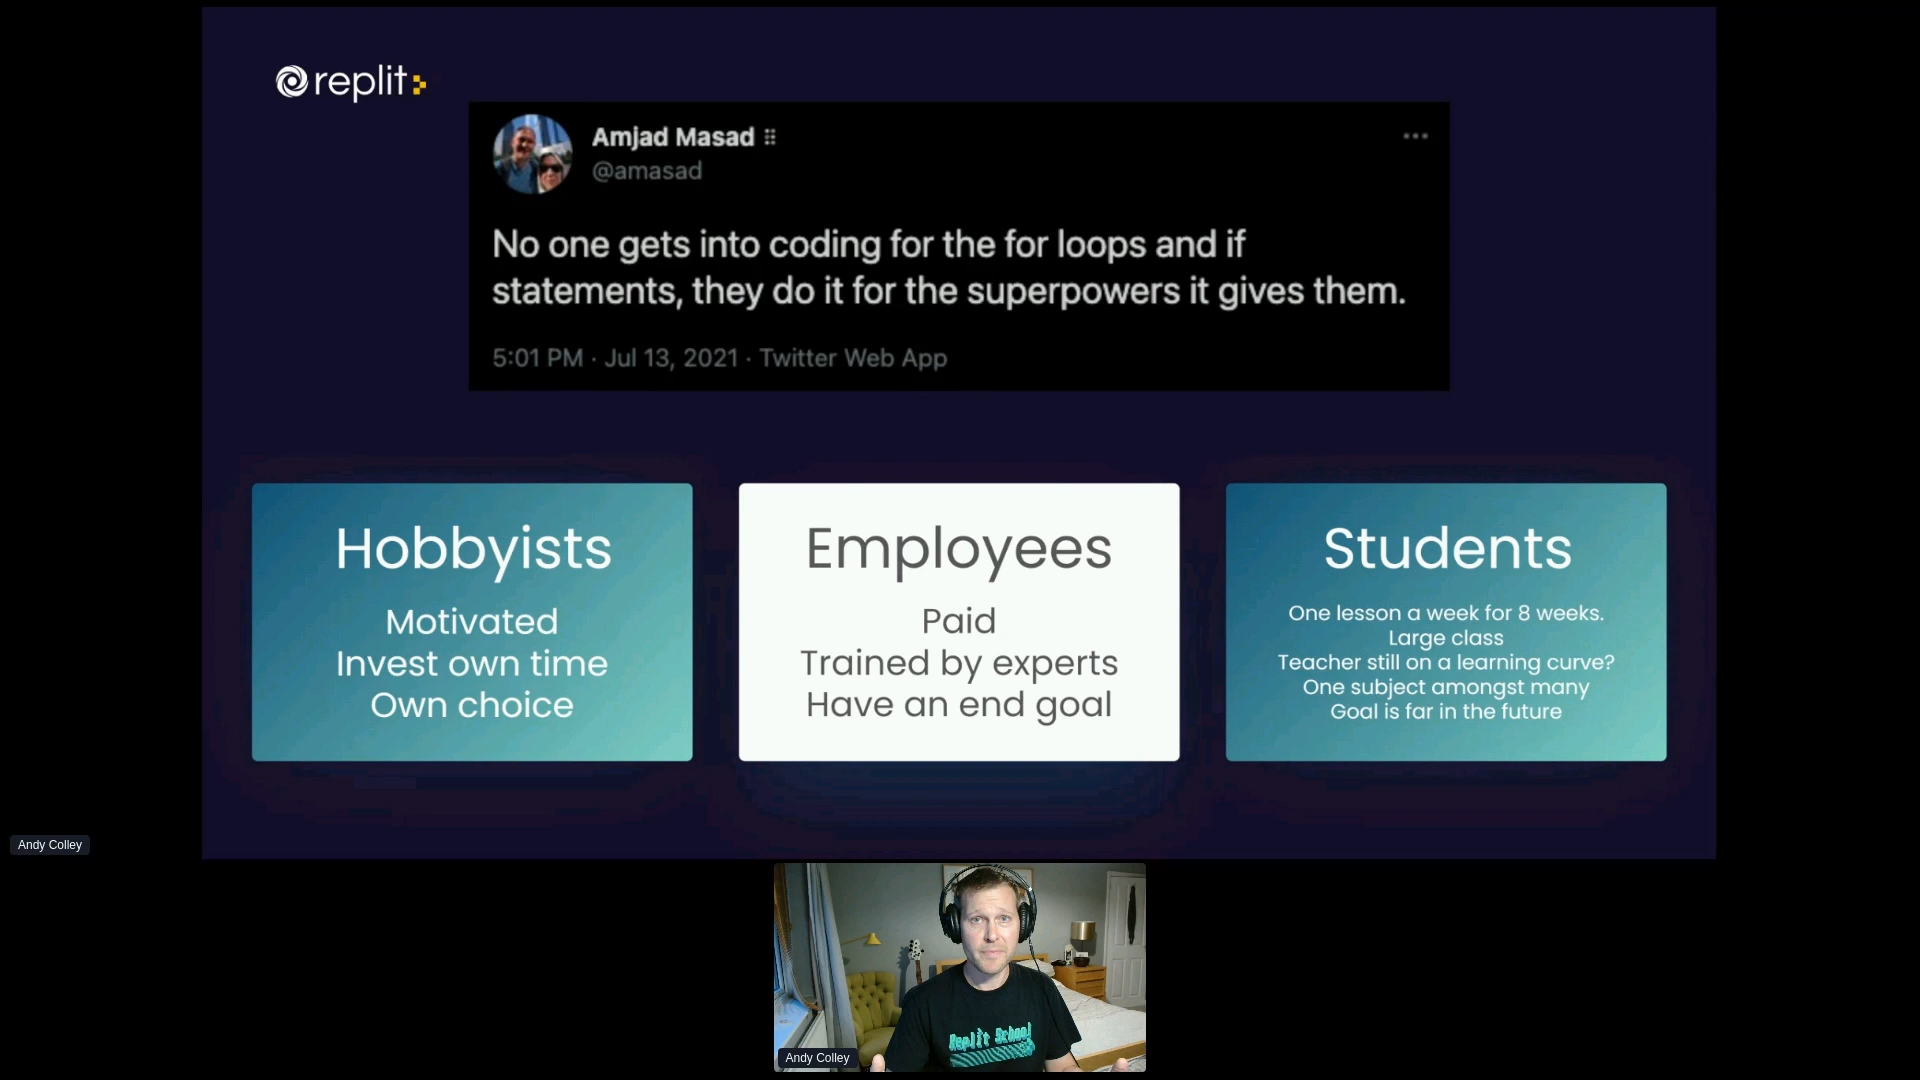 replit
Amjad Masad
@amasad
No one gets into coding for the for loops and if
statements, they do it for the superpowers it gives them.
5:01 PM · Jul 13, 2021 · Twitter Web App
Hobbyists
Motivated
Invest own time
Own choice
Employees
Paid
Trained by experts
Have an end goal
Students
One lesson a week for 8 weeks.
Large class
Teacher still on a learning curve?
One subject amongst many
Goal is far in the future
Andy Colley
Replit School
Andy Colley